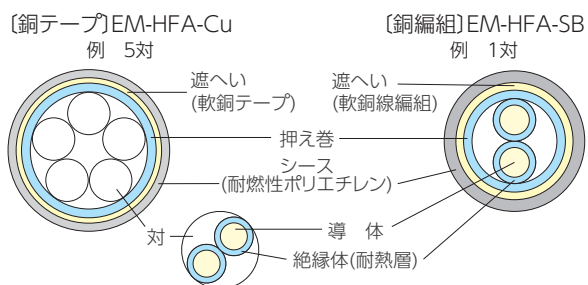 〔銅テープ〕EM-HFA-Cu
例 5対
〔銅編組〕EM-HFA-SB
例 1対
遮へい
(軟銅テープ)
遮へい
(軟銅線編組)
押え巻
シース
(耐燃性ポリエチレン)
対
導 体
絶縁体(耐熱層)